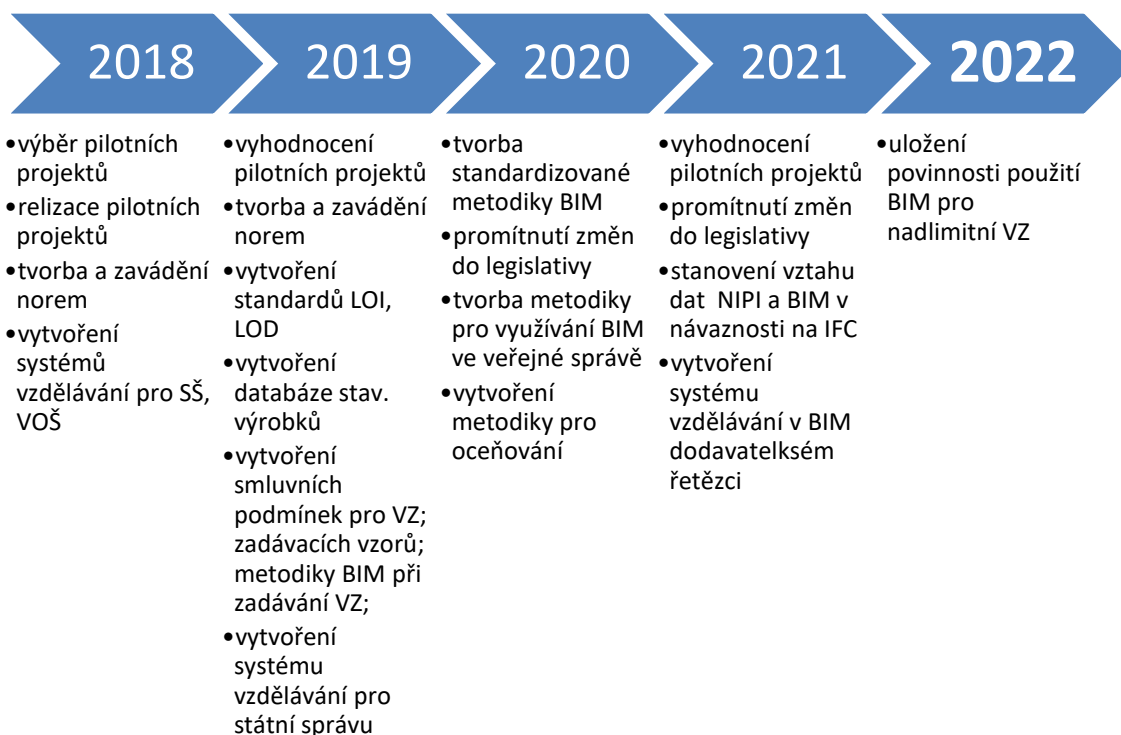 2018
2019
2020
2021
2022
•výběr pilotních
projektů
•relizace pilotních
projektů
•tvorba a zavádění
norem
•vytvoření
systémů
vzdělávání pro SŠ,
VOŠ
•vyhodnocení
pilotních projektů
•tvorba a zavádění
norem
•vytvoření
standardů LOI,
LOD
•vytvoření
databáze stav.
výrobků
•vytvoření
smluvních
podmínek pro VZ;
zadávacích vzorů;
metodiky BIM při
zadávání VZ;
•vytvoření
systému
vzdělávání pro
státní správu
•tvorba
standardizované
metodiky BIM
•promítnutí změn
do legislativy
•tvorba metodiky
pro využívání BIM
ve veřejné správě
•vytvoření
metodiky pro
oceňování
•vyhodnocení
pilotních projektů
•promítnutí změn
do legislativy
•stanovení vztahu
dat NIPI a BIM v
návaznosti na IFC
•vytvoření
systému
vzdělávání v BIM
dodavatelksém
řetězci
•uložení
povinnosti použití
BIM pro
nadlimitní VZ